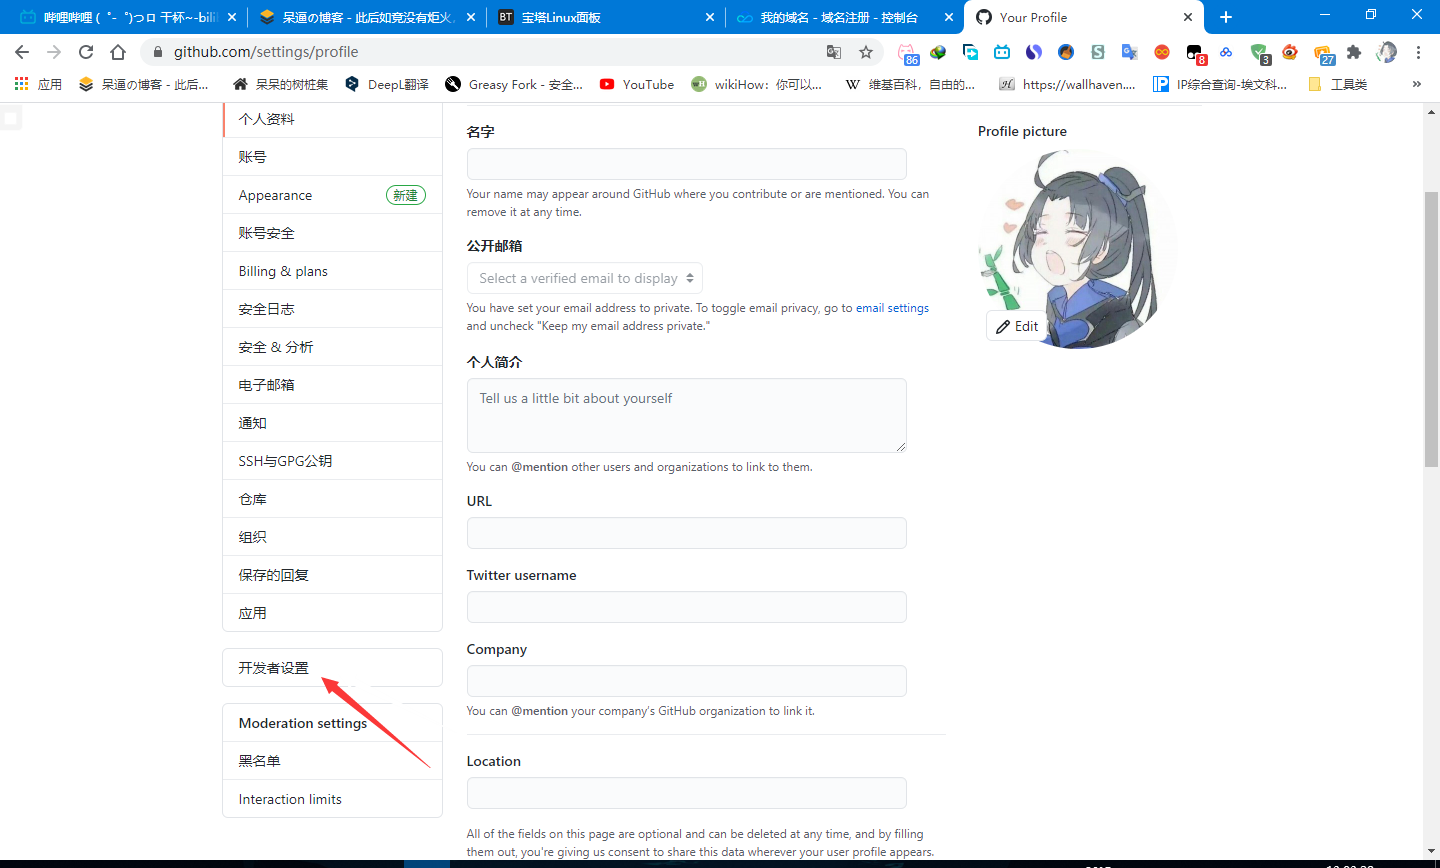 哔哩哔哩 (゜-゜)つロ 干杯~-bili
呆逼の博客 - 此后如竟没有炬火
宝塔Linux面板
我的域名 - 域名注册 - 控制台
Your Profile
github.com/settings/profile
86
8
3
27
应用
呆逼の博客 - 此后...
呆呆的树桩集
DeepL翻译
Greasy Fork - 安全...
YouTube
wikiHow：你可以...
维基百科，自由的...
https://wallhaven....
IP综合查询-埃文科...
工具类
»
个人资料
账号
Appearance
新建
账号安全
Billing & plans
安全日志
安全 & 分析
电子邮箱
通知
SSH与GPG公钥
仓库
组织
保存的回复
应用
开发者设置
Moderation settings
黑名单
Interaction limits
名字
Your name may appear around GitHub where you contribute or are mentioned. You can
remove it at any time.
公开邮箱
Select a verified email to display
You have set your email address to private. To toggle email privacy, go to email settings
and uncheck "Keep my email address private."
个人简介
Tell us a little bit about yourself
You can @mention other users and organizations to link to them.
URL
Twitter username
Company
You can @mention your company's GitHub organization to link it.
Location
All of the fields on this page are optional and can be deleted at any time, and by filling
them out, you're giving us consent to share this data wherever your user profile appears.
Profile picture
Edit